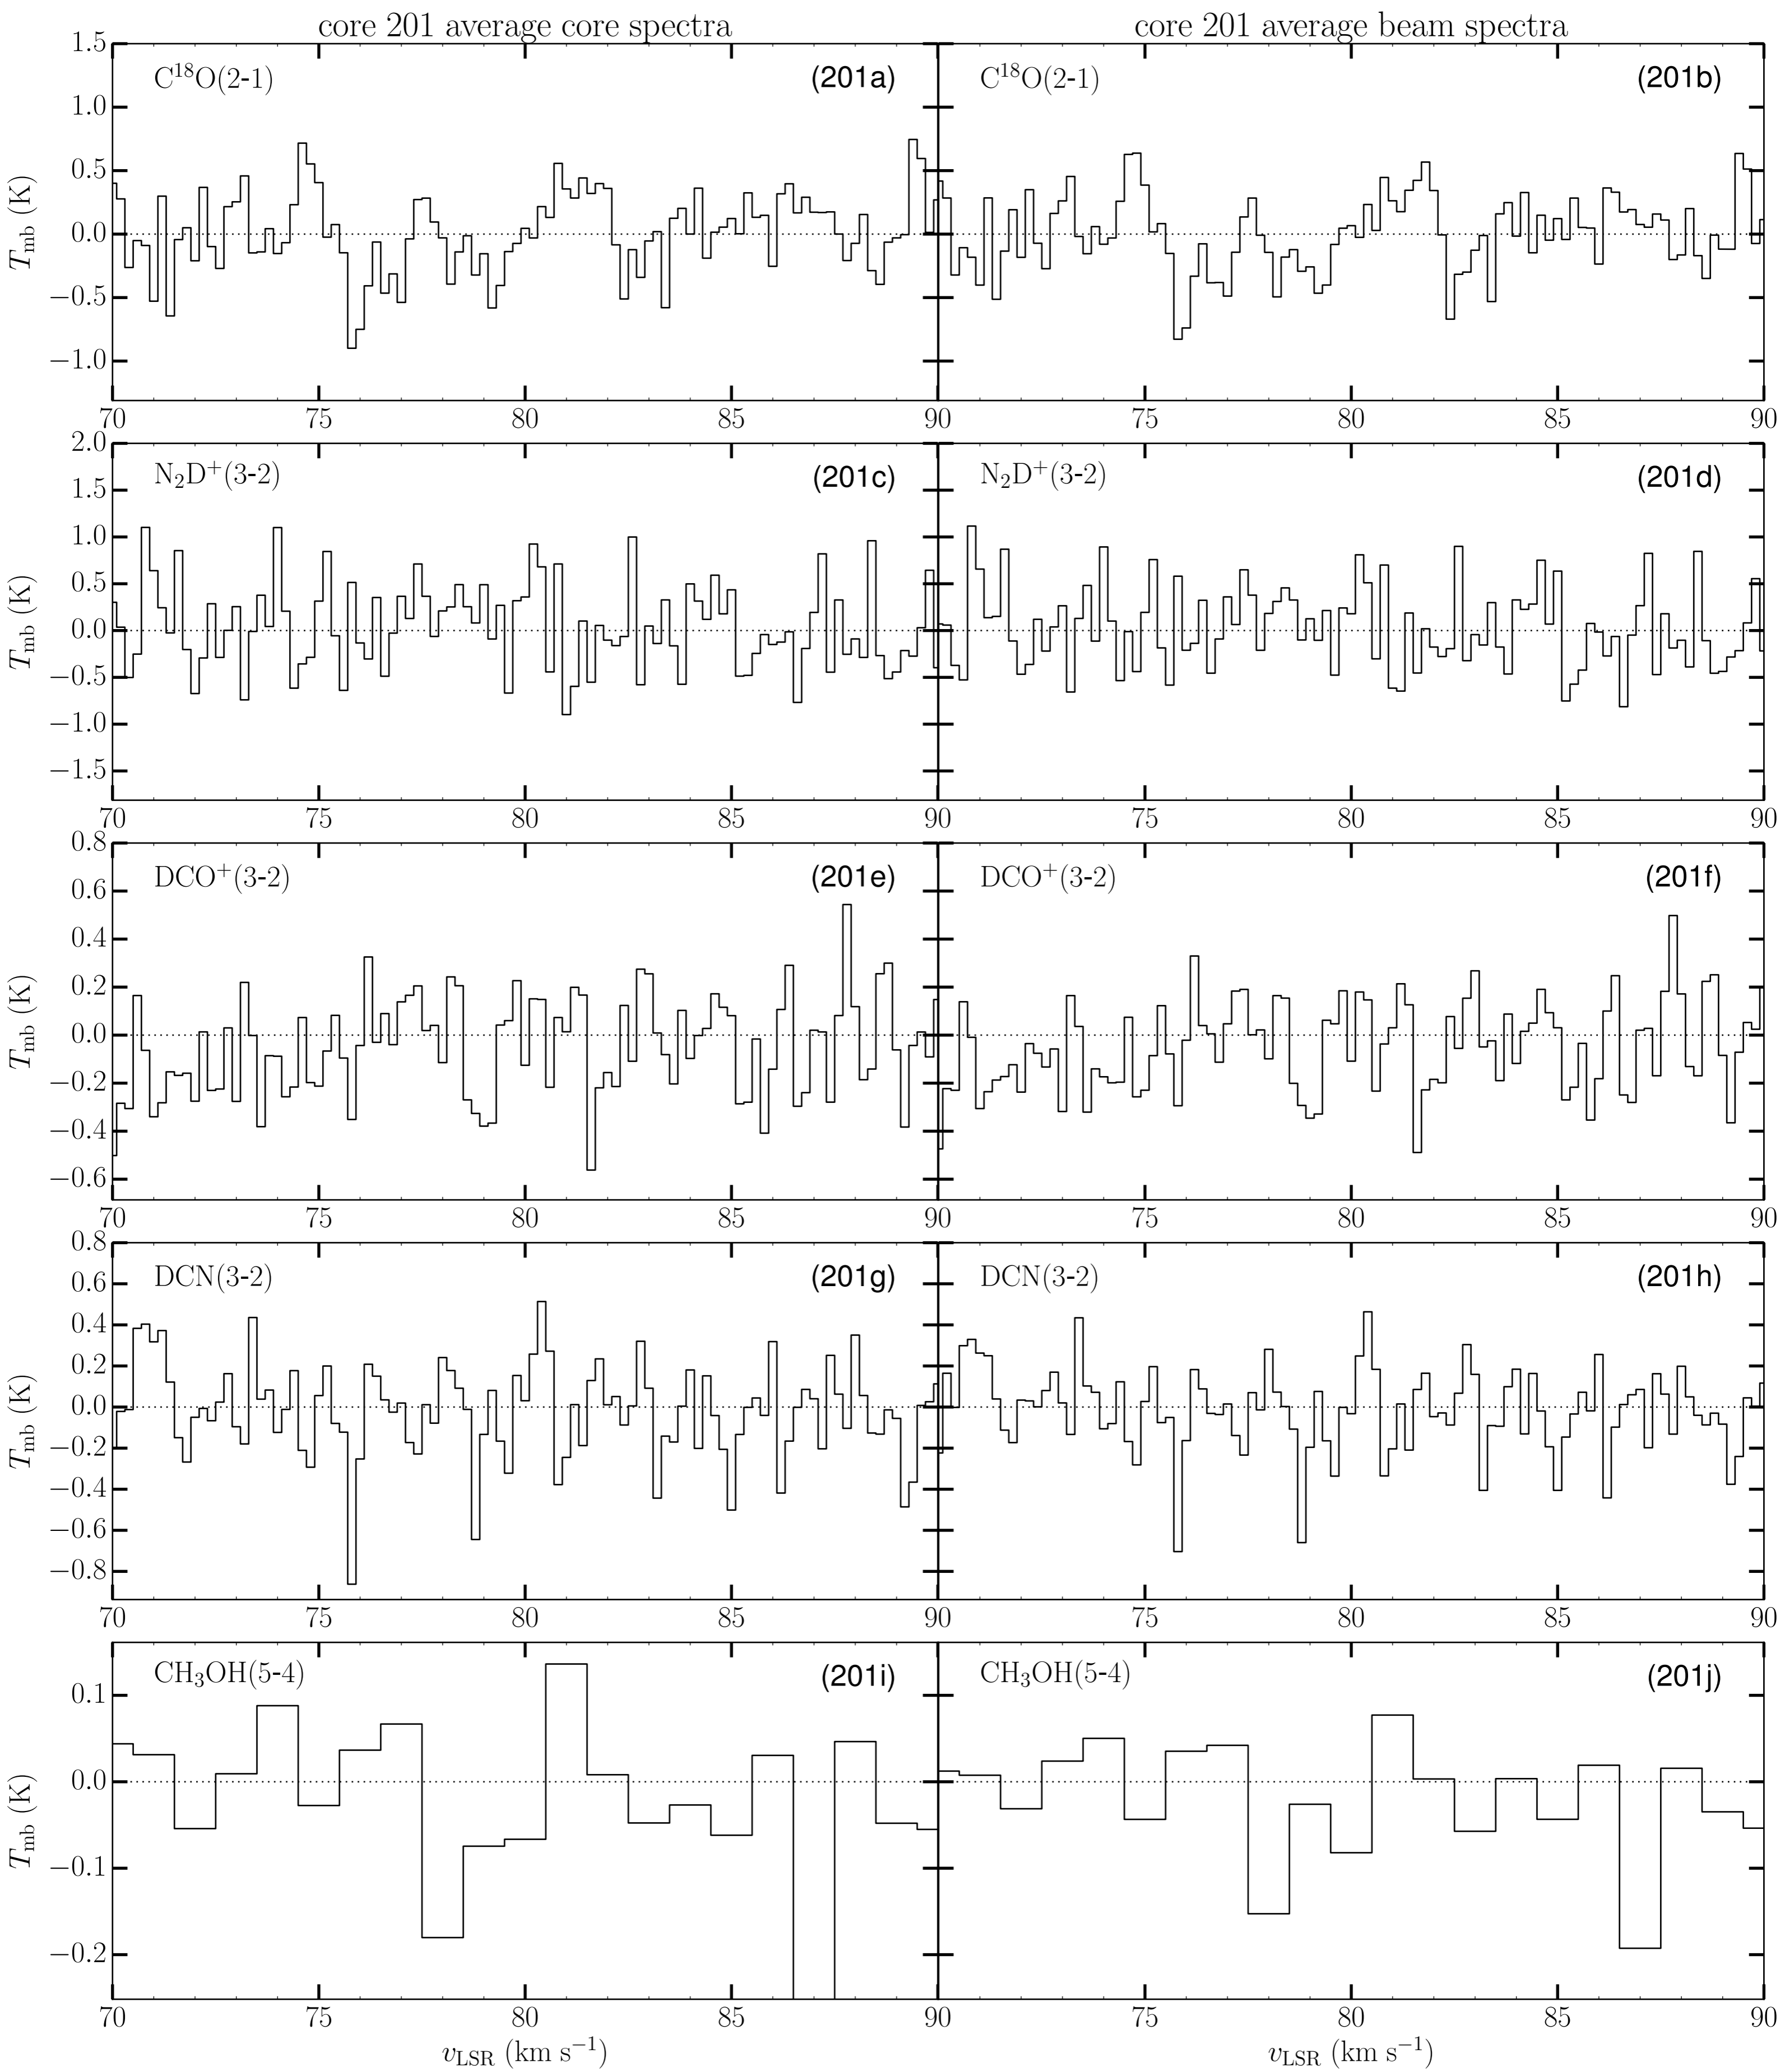 core 201 average core spectra
core 201 average beam spectra
1.5
1.0
0.5
0.0
−0.5
−1.0
T_mb (K)
C¹⁸O(2-1)
(201a)
C¹⁸O(2-1)
(201b)
70 75 80 85 90 75 80 85 90
2.0
1.5
1.0
0.5
0.0
−0.5
−1.0
−1.5
T_mb (K)
N₂D⁺(3-2)
(201c)
N₂D⁺(3-2)
(201d)
70 75 80 85 90 75 80 85 90
0.8
0.6
0.4
0.2
0.0
−0.2
−0.4
−0.6
T_mb (K)
DCO⁺(3-2)
(201e)
DCO⁺(3-2)
(201f)
70 75 80 85 90 75 80 85 90
0.8
0.6
0.4
0.2
0.0
−0.2
−0.4
−0.6
−0.8
T_mb (K)
DCN(3-2)
(201g)
DCN(3-2)
(201h)
70 75 80 85 90 75 80 85 90
0.1
0.0
−0.1
−0.2
T_mb (K)
CH₃OH(5-4)
(201i)
CH₃OH(5-4)
(201j)
70 75 80 85 90 75 80 85 90
v_LSR (km s⁻¹)
v_LSR (km s⁻¹)